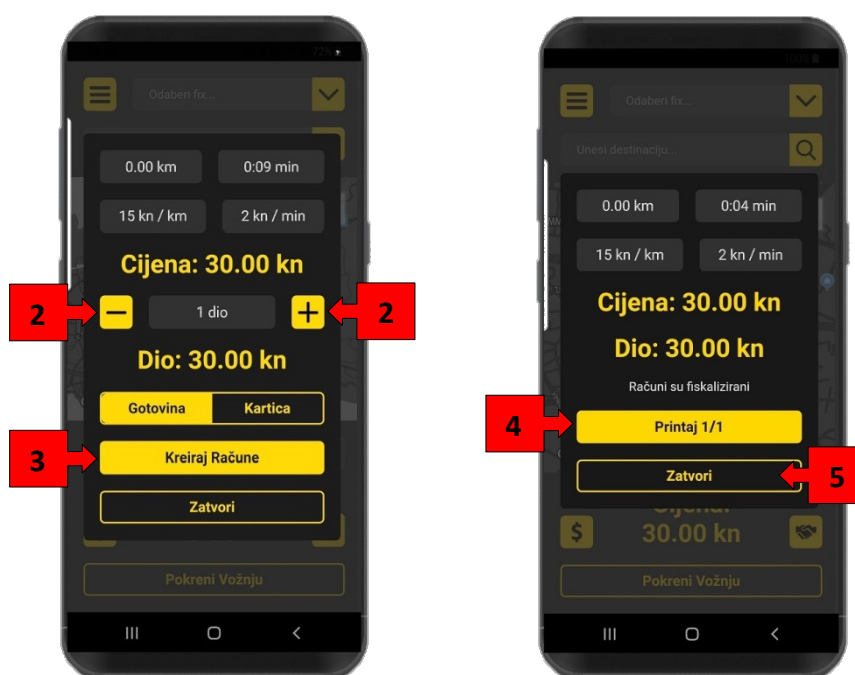 72%
Odaberi fix...
0.00 km 0:09 min
15 kn / km 2 kn / min
Cijena: 30.00 kn
2 1 dio 2
Dio: 30.00 kn
Gotovina Kartica
3 Kreiraj Račune
Zatvori
Pokreni Vožnju
100%
Odaberi fix...
Unesi destinaciju...
0.00 km 0:04 min
15 kn / km 2 kn / min
Cijena: 30.00 kn
Dio: 30.00 kn
Računi su fiskalizirani
4 Printaj 1/1
Zatvori 5
Cijena:
$ 30.00 kn
Pokreni Vožnju